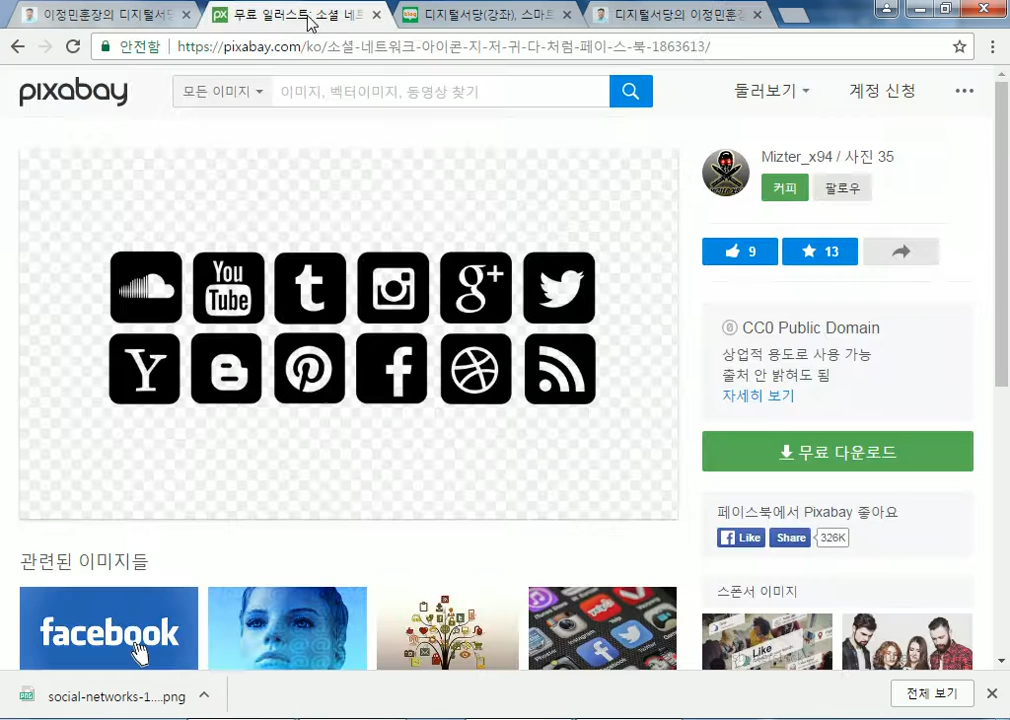 이정민훈장의 디지털서당
무료 일러스트: 소셜 네트
디지털서당(강좌), 스마트
디지털서당의 이정민훈장
안전함 https://pixabay.com/ko/소셜-네트워크-아이콘-지-저-귀-다-처럼-페이-스-북-1863613/
pixabay 모든 이미지 이미지, 벡터이미지, 동영상 찾기 둘러보기 계정 신청
Mizter_x94 / 사진 35
커피 팔로우
9 13
You Tube t g+
Y B f
CC0 Public Domain
상업적 용도로 사용 가능
출처 안 밝혀도 됨
자세히 보기
무료 다운로드
페이스북에서 Pixabay 좋아요
Like Share 326K
관련된 이미지들
스폰서 이미지
facebook
Like
social-networks-1....png 전체 보기